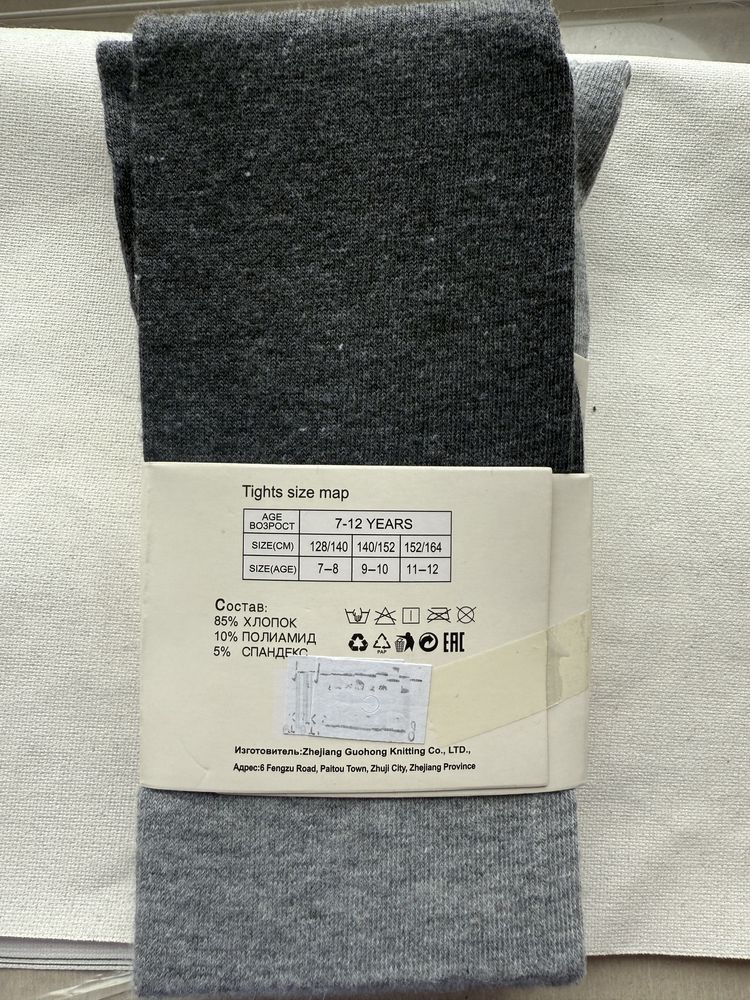 Tights size map
AGE 7-12 YEARS
ВОЗРОСТ
SIZE(CM) 128/140 140/152 152/164
SIZE(AGE) 7–8 9–10 11–12
Состав:
85% ХЛОПОК
10% ПОЛИАМИД
5% СПАНДЕКС
PAP
EAC
Изготовитель:Zhejiang Guohong Knitting Co., LTD.,
Адрес:6 Fengzu Road, Paitou Town, Zhuji City, Zhejiang Province